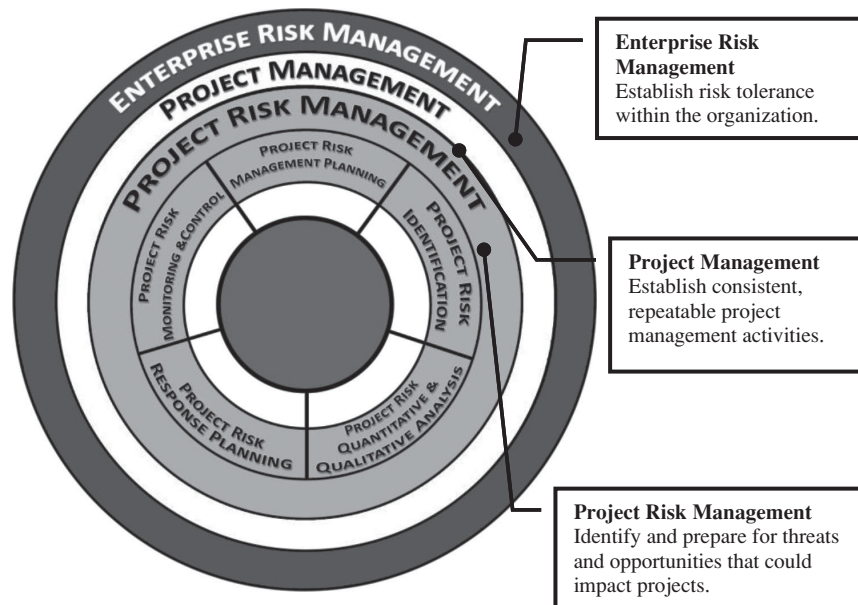 ENTERPRISE RISK MANAGEMENT
PROJECT MANAGEMENT
PROJECT RISK MANAGEMENT
PROJECT RISK
MANAGEMENT PLANNING
PROJECT RISK
IDENTIFICATION
PROJECT RISK
QUANTITATIVE &
QUALITATIVE ANALYSIS
PROJECT RISK
RESPONSE PLANNING
PROJECT RISK
MONITORING &CONTROL
Enterprise Risk
Management
Establish risk tolerance
within the organization.
Project Management
Establish consistent,
repeatable project
management activities.
Project Risk Management
Identify and prepare for threats
and opportunities that could
impact projects.